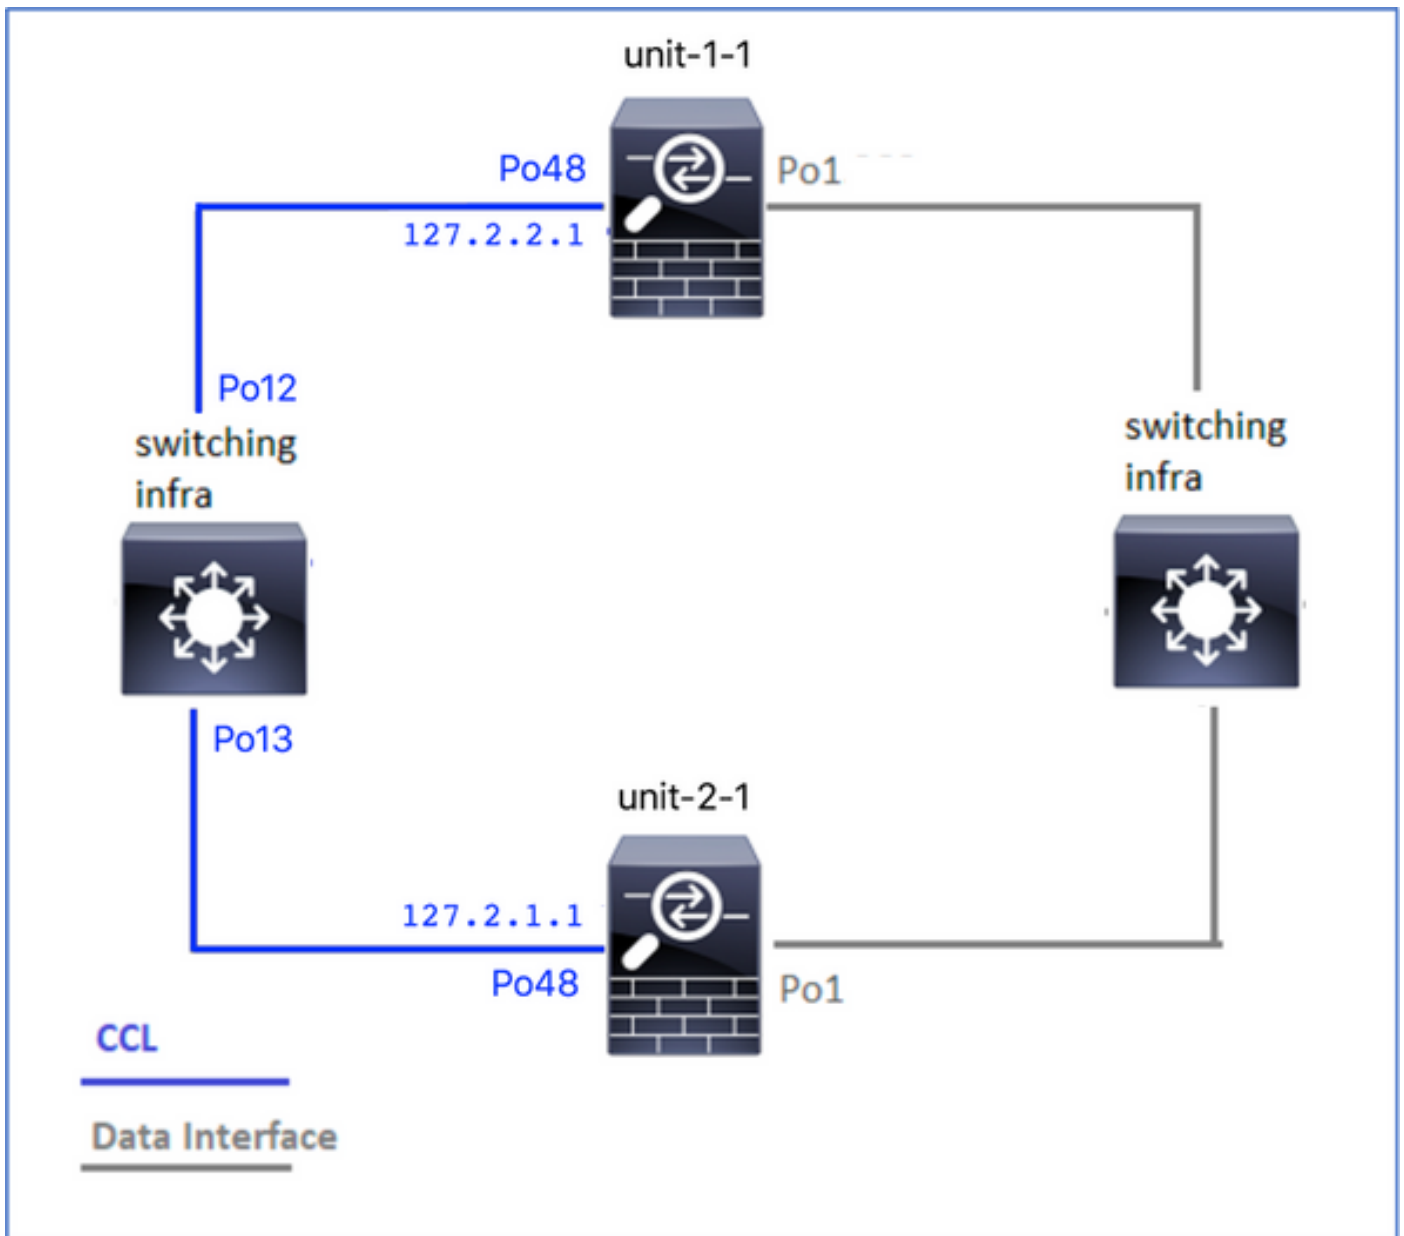 unit-1-1
Po48
Po1
127.2.2.1
Po12
switching
infra
switching
infra
Po13
unit-2-1
127.2.1.1
Po48
Po1
CCL
Data Interface